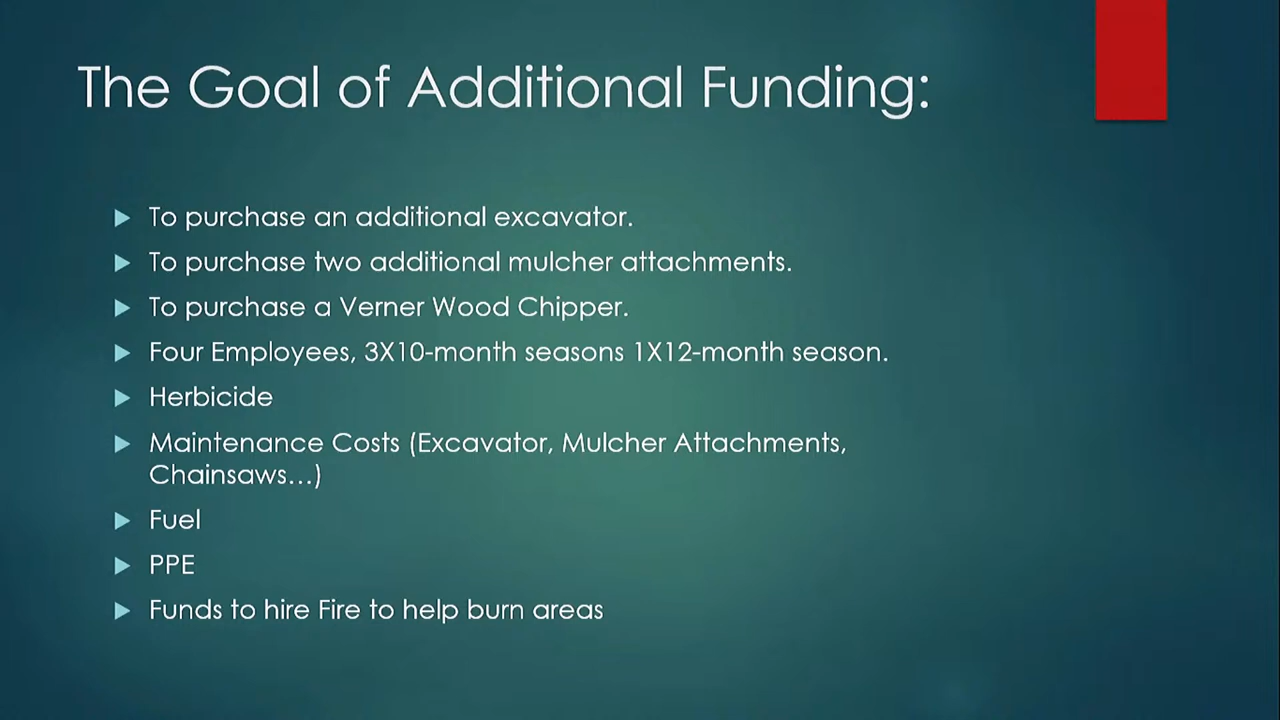 The Goal of Additional Funding:
To purchase an additional excavator.
To purchase two additional mulcher attachments.
To purchase a Verner Wood Chipper.
Four Employees, 3X10-month seasons 1X12-month season.
Herbicide
Maintenance Costs (Excavator, Mulcher Attachments,
Chainsaws…)
Fuel
PPE
Funds to hire Fire to help burn areas